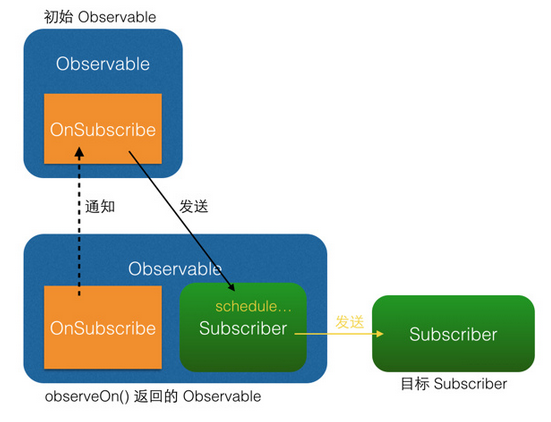 初始 Observable
Observable
OnSubscribe
通知
发送
Observable
OnSubscribe
schedule...
Subscriber
发送
Subscriber
observeOn() 返回的 Observable
目标 Subscriber